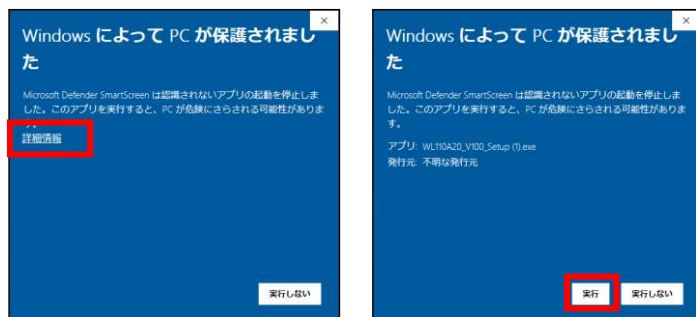 Windows によって PC が保護されまし
た
Microsoft Defender SmartScreen は認識されないアプリの起動を停止しま
した。このアプリを実行すると、PC が危険にさらされる可能性がありま
す。
詳細情報
実行しない
Windows によって PC が保護されまし
た
Microsoft Defender SmartScreen は認識されないアプリの起動を停止しま
した。このアプリを実行すると、PC が危険にさらされる可能性がありま
す。
アプリ: WL110A20_V100_Setup (1).exe
発行元: 不明な発行元
実行 実行しない